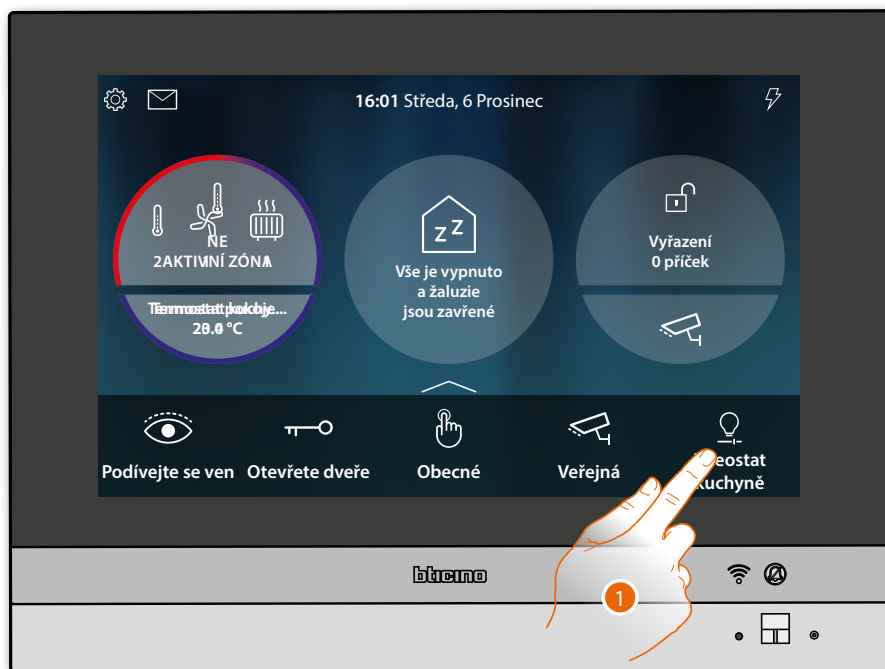 16:01 Středa, 6 Prosinec
NE
2AKTIVNÍ ZÓNA
Vše je vypnuto
a žaluzie
jsou zavřené
Vyřazení
0 příček
Podívejte se ven
Otevřete dveře
Obecné
Veřejná
kuchyně
bticino
1